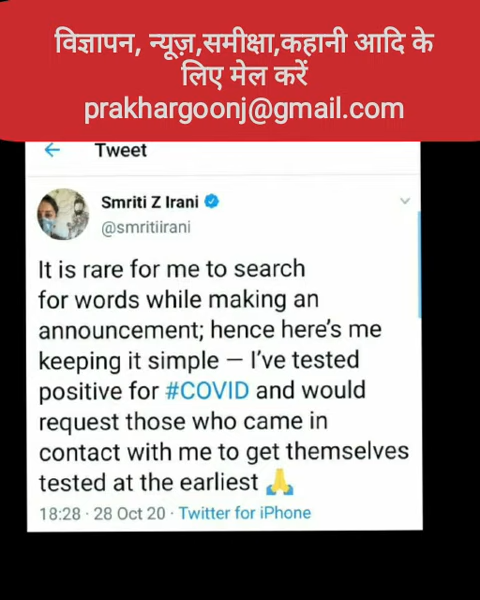 विज्ञापन, न्यूज़,समीक्षा,कहानी आदि के
लिए मेल करें
prakhargoonj@gmail.com
Tweet
Smriti Z Irani
@smritiirani
It is rare for me to search
for words while making an
announcement; hence here's me
keeping it simple — I've tested
positive for #COVID and would
request those who came in
contact with me to get themselves
tested at the earliest 🙏
18:28 · 28 Oct 20 · Twitter for iPhone